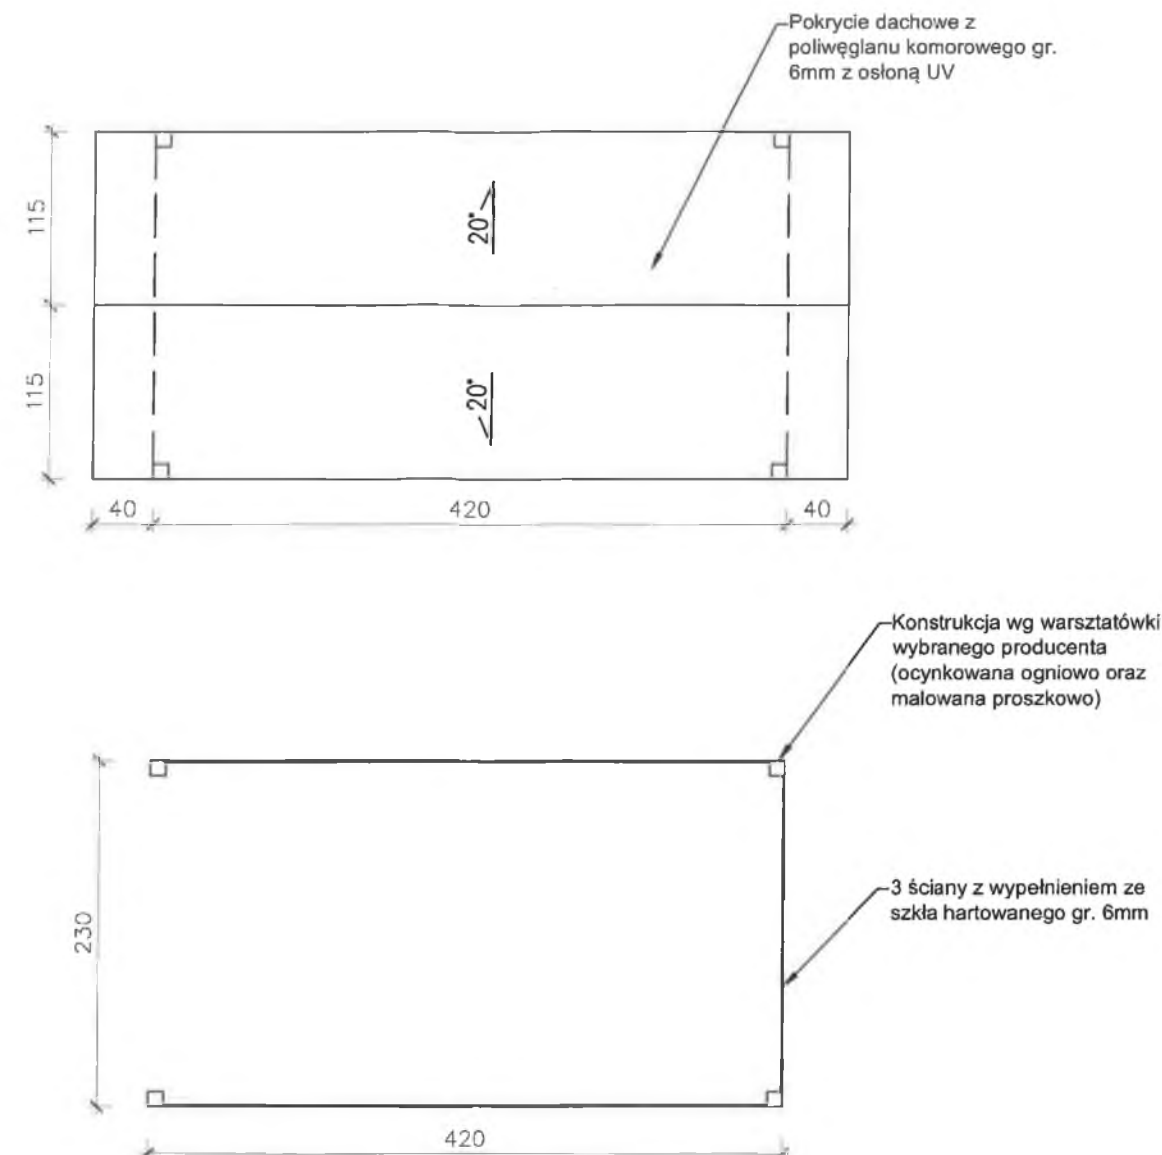 Pokrycie dachowe z
poliwęglanu komorowego gr.
6mm z osłoną UV
115
20°
115
20°
40
420
40
Konstrukcja wg warsztatówki
wybranego producenta
(ocynkowana ogniowo oraz
malowana proszkowo)
3 ściany z wypełnieniem ze
szkła hartowanego gr. 6mm
230
420